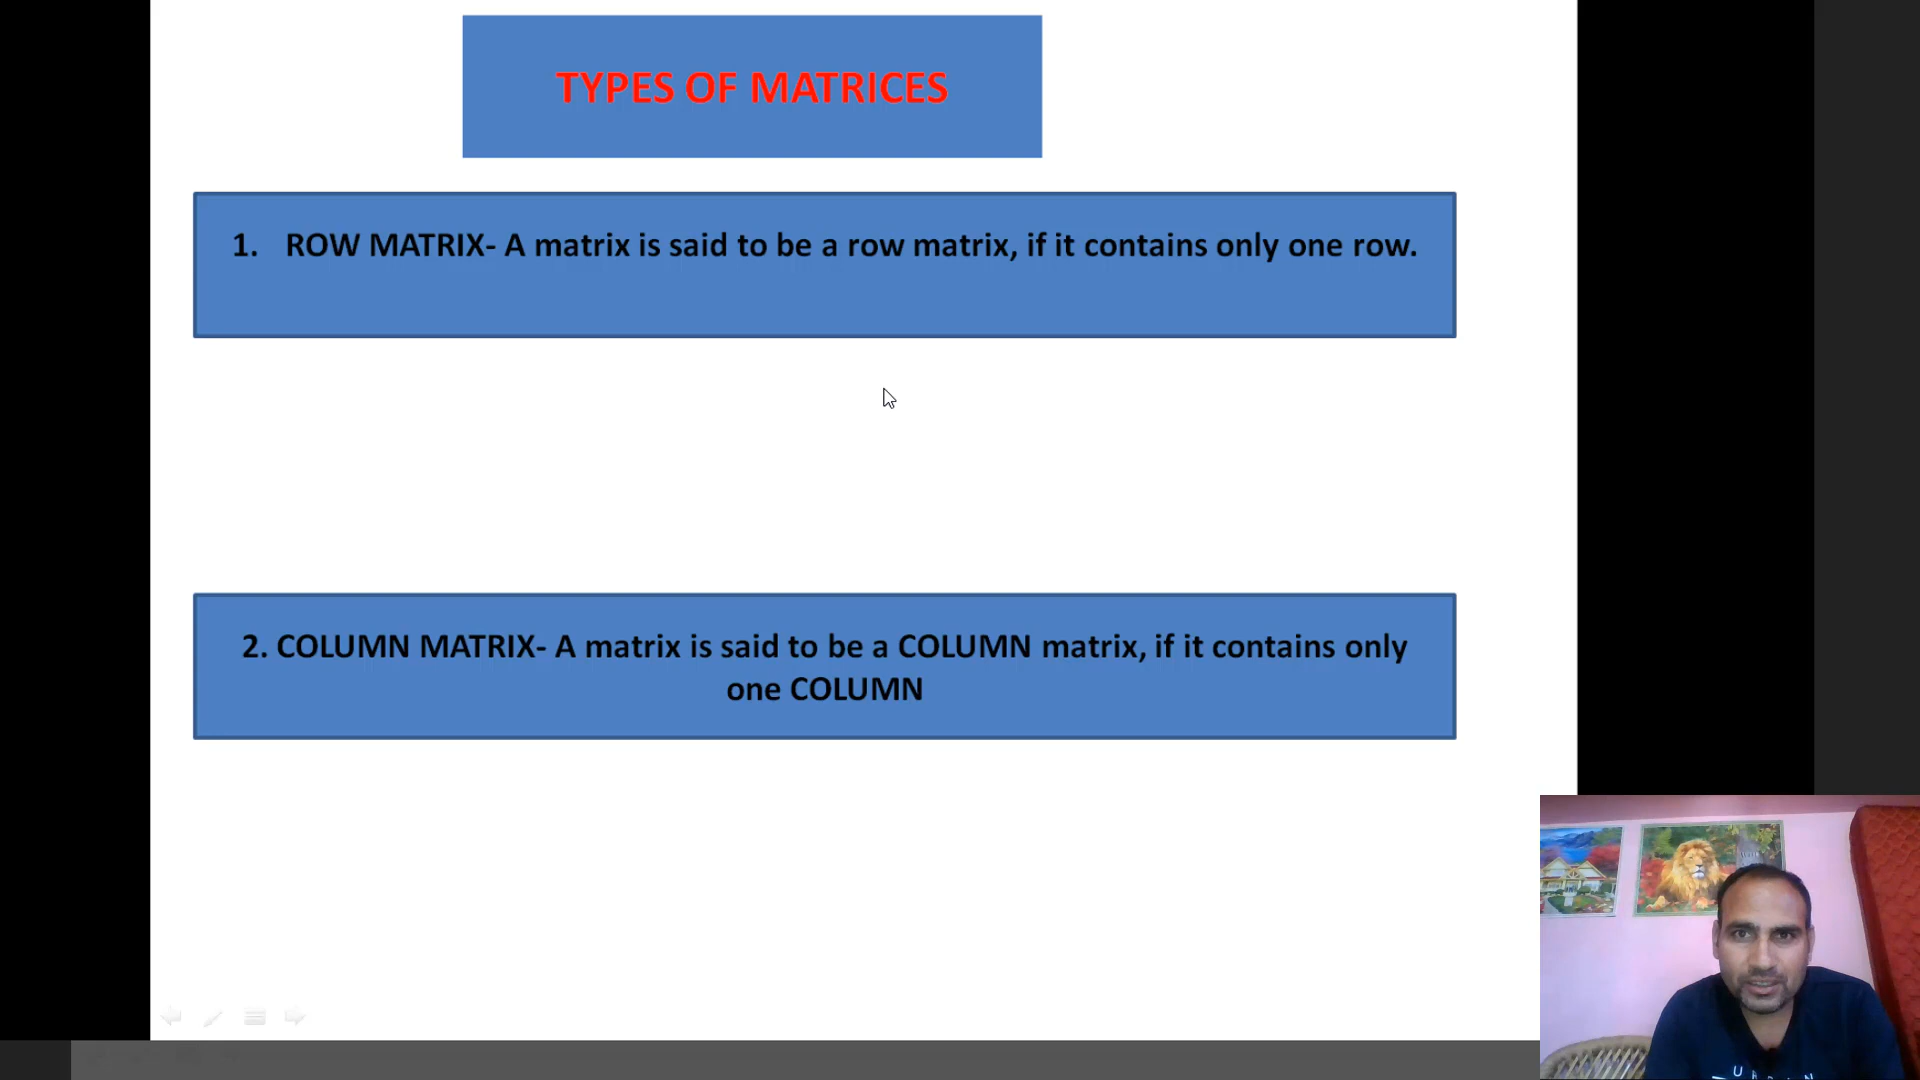 TYPES OF MATRICES
1. ROW MATRIX- A matrix is said to be a row matrix, if it contains only one row.
2. COLUMN MATRIX- A matrix is said to be a COLUMN matrix, if it contains only
one COLUMN